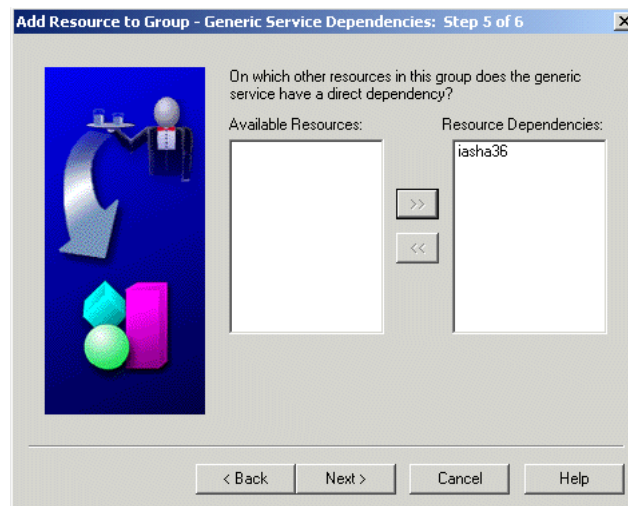 Add Resource to Group - Generic Service Dependencies: Step 5 of 6
On which other resources in this group does the generic
service have a direct dependency?
Available Resources:
Resource Dependencies:
iasha36
>>
<<
< Back
Next >
Cancel
Help